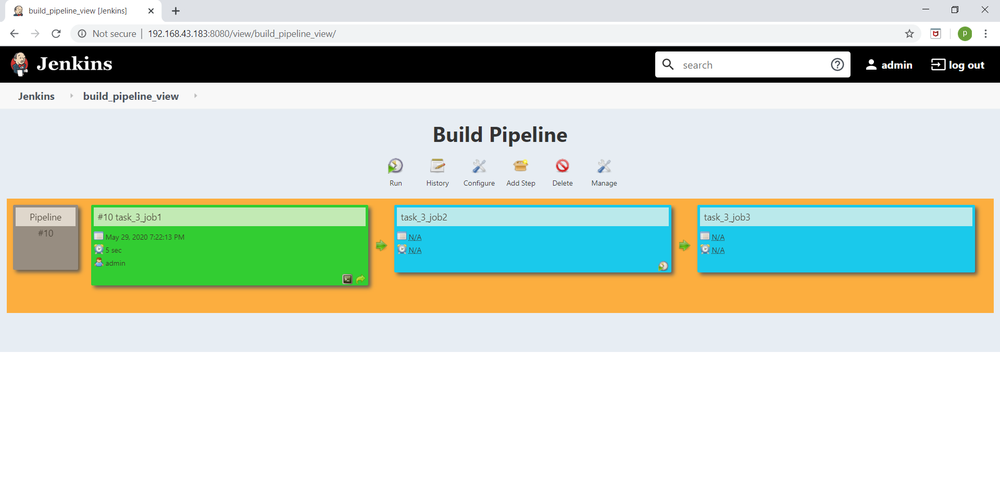 build_pipeline_view [Jenkins]
Not secure
192.168.43.183:8080/view/build_pipeline_view/
p
Jenkins
search
admin
log out
Jenkins
build_pipeline_view
Build Pipeline
Run
History
Configure
Add Step
Delete
Manage
Pipeline
#10
#10 task_3_job1
May 29, 2020 7:22:13 PM
5 sec
admin
task_3_job2
N/A
N/A
task_3_job3
N/A
N/A